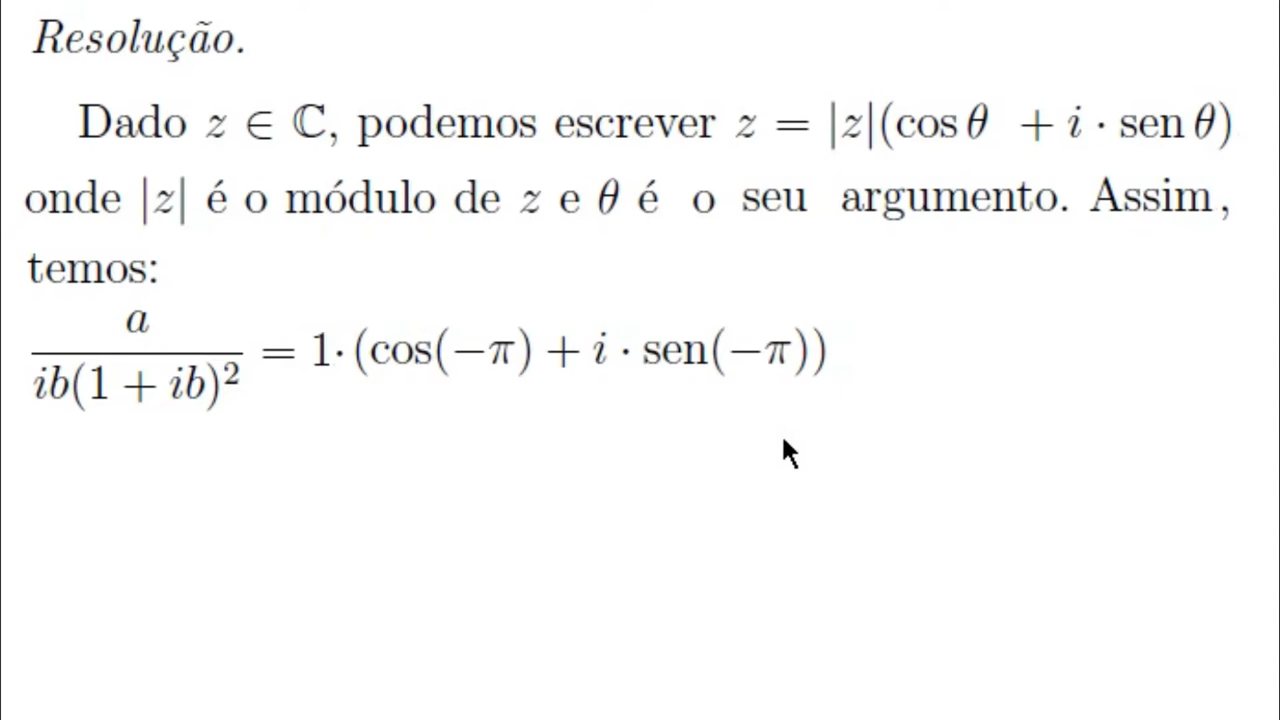 Resolução.
Dado z ∈ ℂ, podemos escrever z = |z|(cos θ + i · sen θ)
onde |z| é o módulo de z e θ é o seu argumento. Assim,
temos:
a
―――――― = 1·(cos(−π) + i · sen(−π))
ib(1 + ib)²